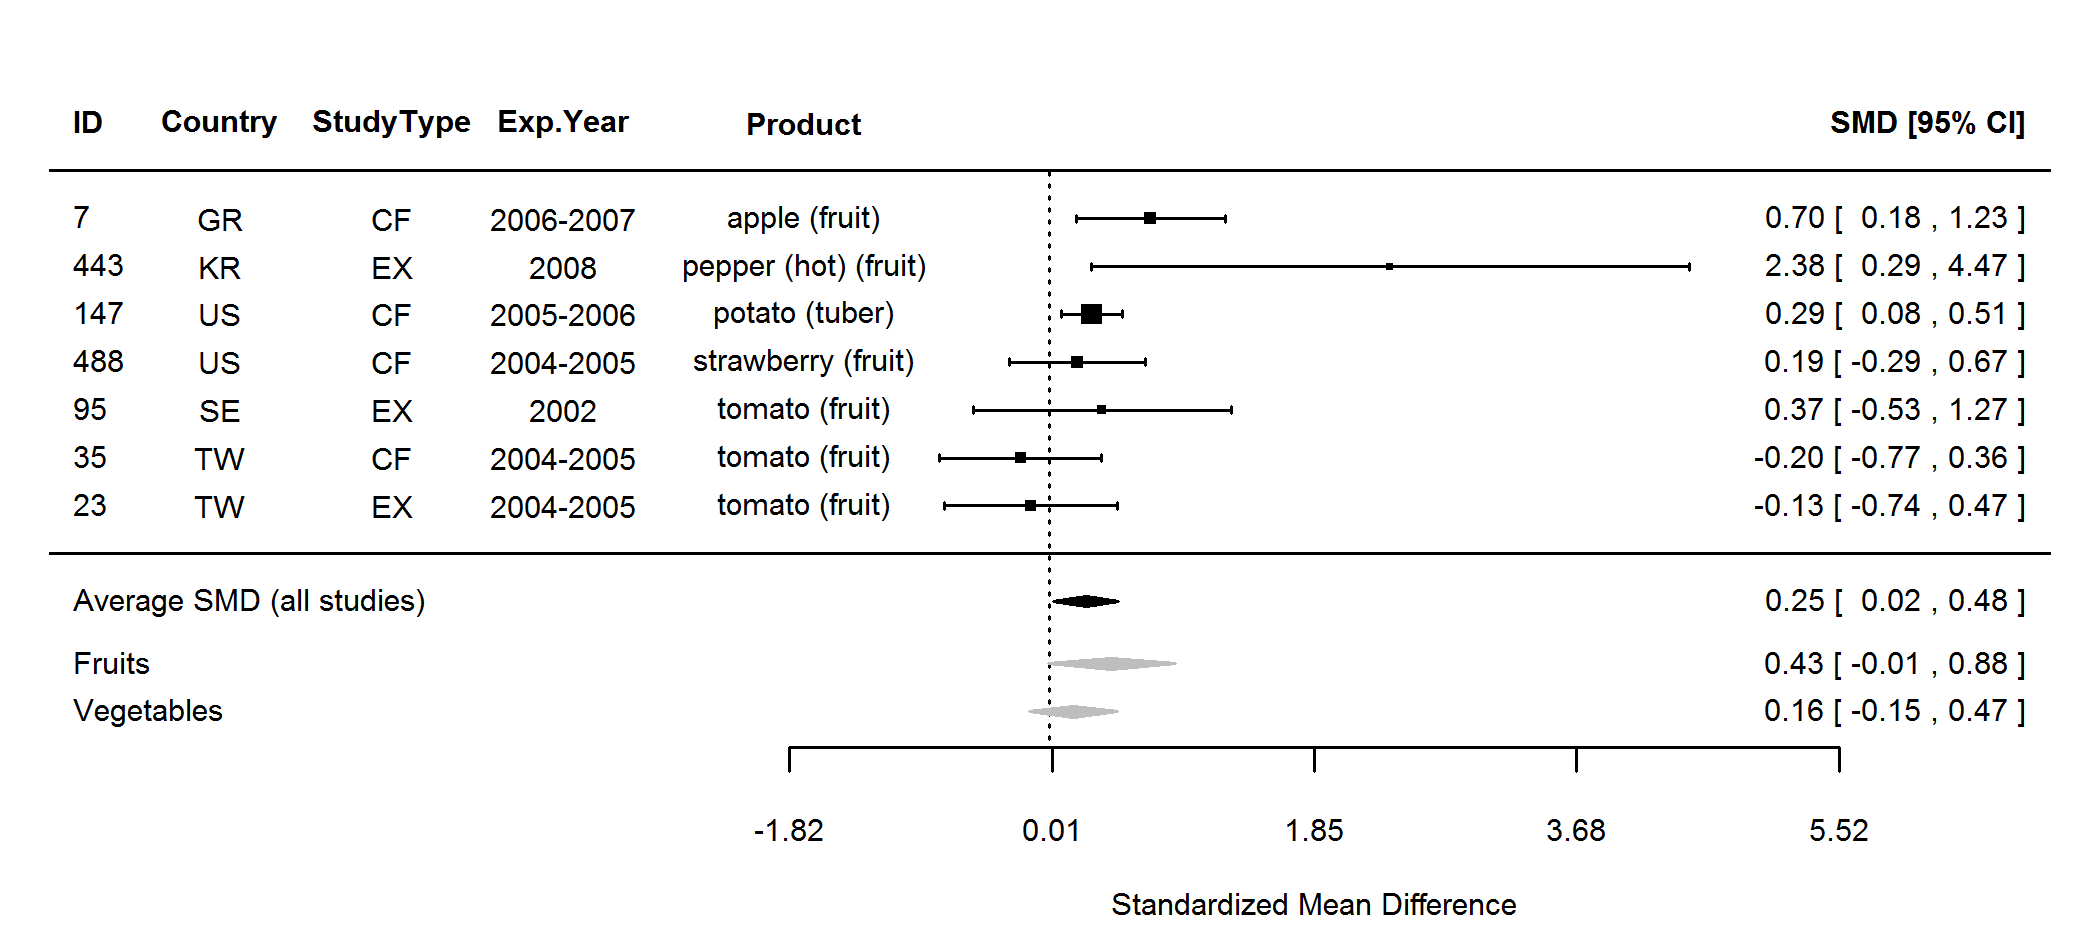 ID Country StudyType Exp.Year Product SMD [95% CI]
7 GR CF 2006-2007 apple (fruit) 0.70 [ 0.18 , 1.23 ]
443 KR EX 2008 pepper (hot) (fruit) 2.38 [ 0.29 , 4.47 ]
147 US CF 2005-2006 potato (tuber) 0.29 [ 0.08 , 0.51 ]
488 US CF 2004-2005 strawberry (fruit) 0.19 [ -0.29 , 0.67 ]
95 SE EX 2002 tomato (fruit) 0.37 [ -0.53 , 1.27 ]
35 TW CF 2004-2005 tomato (fruit) -0.20 [ -0.77 , 0.36 ]
23 TW EX 2004-2005 tomato (fruit) -0.13 [ -0.74 , 0.47 ]
Average SMD (all studies) 0.25 [ 0.02 , 0.48 ]
Fruits 0.43 [ -0.01 , 0.88 ]
Vegetables 0.16 [ -0.15 , 0.47 ]
-1.82 0.01 1.85 3.68 5.52
Standardized Mean Difference